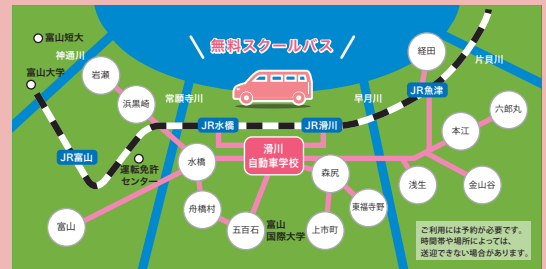 無料スクールバス
富山短大
神通川
富山大学
岩瀬
浜黒崎
常願寺川
早月川
経田
片貝川
JR魚津
六郎丸
本江
JR水橋
JR滑川
JR富山
運転免許
センター
水橋
滑川
自動車学校
森尻
浅生
金山谷
舟橋村
五百石
富山
国際大学
上市町
東福寺野
富山
ご利用には予約が必要です。
時間帯や場所によっては、
送迎できない場合があります。